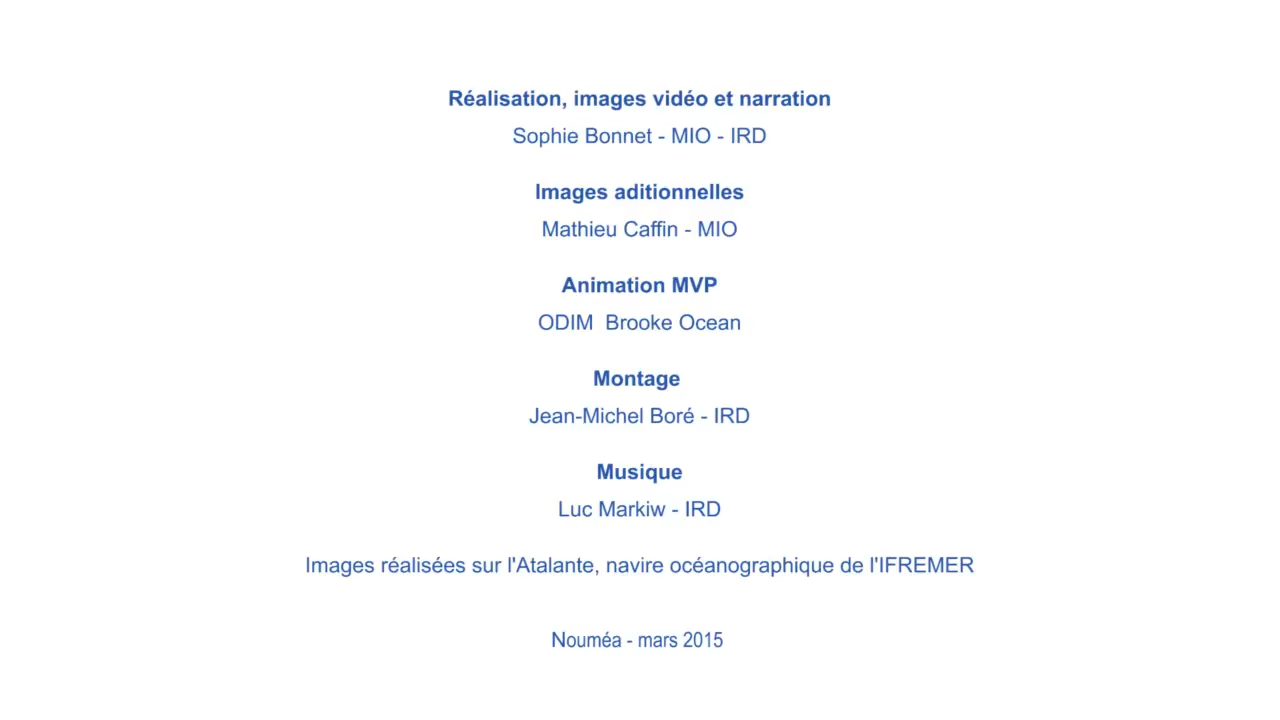 Réalisation, images vidéo et narration
Sophie Bonnet - MIO - IRD
Images aditionnelles
Mathieu Caffin - MIO
Animation MVP
ODIM  Brooke Ocean
Montage
Jean-Michel Boré - IRD
Musique
Luc Markiw - IRD
Images réalisées sur l'Atalante, navire océanographique de l'IFREMER
Nouméa - mars 2015